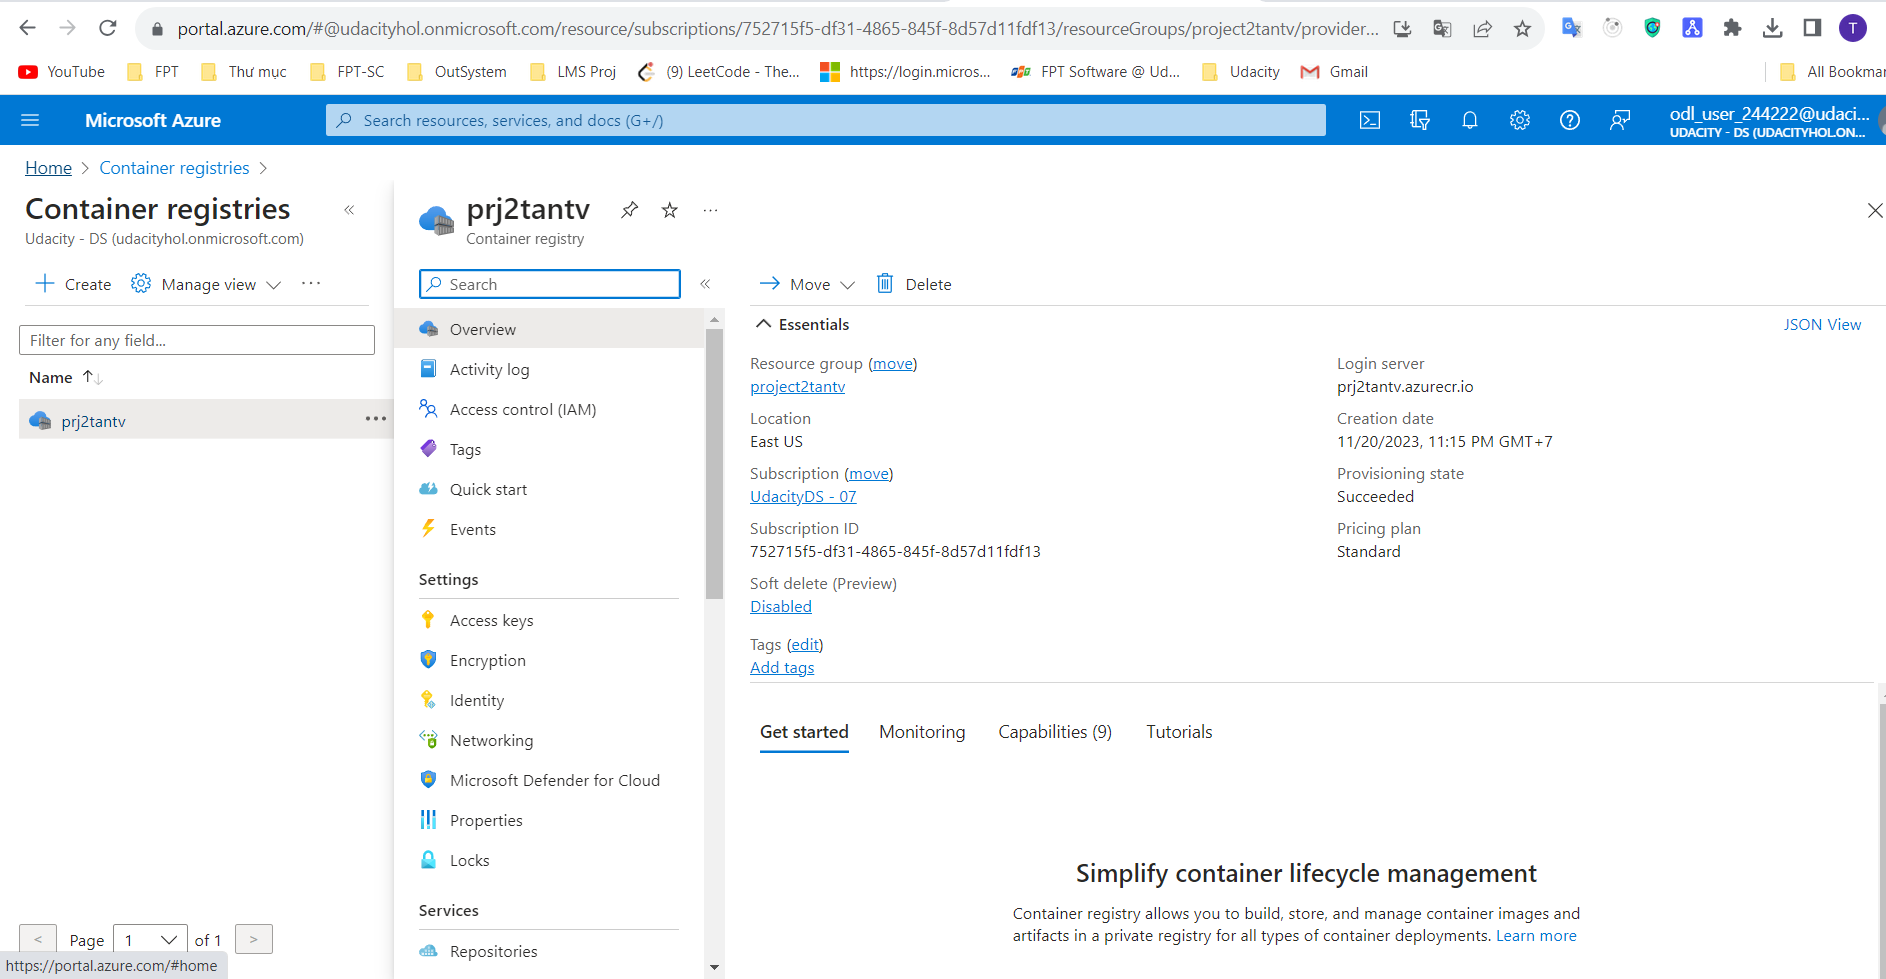 portal.azure.com/#@udacityhol.onmicrosoft.com/resource/subscriptions/752715f5-df31-4865-845f-8d57d11fdf13/resourceGroups/project2tantv/provider...
T
YouTube
FPT
Thư mục
FPT-SC
OutSystem
LMS Proj
(9) LeetCode - The...
https://login.micros...
FPT Software @ Ud...
Udacity
Gmail
All Bookmar
Microsoft Azure
Search resources, services, and docs (G+/)
odl_user_244222@udaci...
UDACITY - DS (UDACITYHOL.ON...
Home > Container registries >
Container registries
Udacity - DS (udacityhol.onmicrosoft.com)
Create
Manage view
Filter for any field...
Name
prj2tantv
< Page 1 of 1 >
https://portal.azure.com/#home
prj2tantv
Container registry
Search
Overview
Activity log
Access control (IAM)
Tags
Quick start
Events
Settings
Access keys
Encryption
Identity
Networking
Microsoft Defender for Cloud
Properties
Locks
Services
Repositories
Move
Delete
Essentials
JSON View
Resource group (move)
project2tantv
Location
East US
Subscription (move)
UdacityDS - 07
Subscription ID
752715f5-df31-4865-845f-8d57d11fdf13
Soft delete (Preview)
Disabled
Tags (edit)
Add tags
Login server
prj2tantv.azurecr.io
Creation date
11/20/2023, 11:15 PM GMT+7
Provisioning state
Succeeded
Pricing plan
Standard
Get started
Monitoring
Capabilities (9)
Tutorials
Simplify container lifecycle management
Container registry allows you to build, store, and manage container images and
artifacts in a private registry for all types of container deployments. Learn more